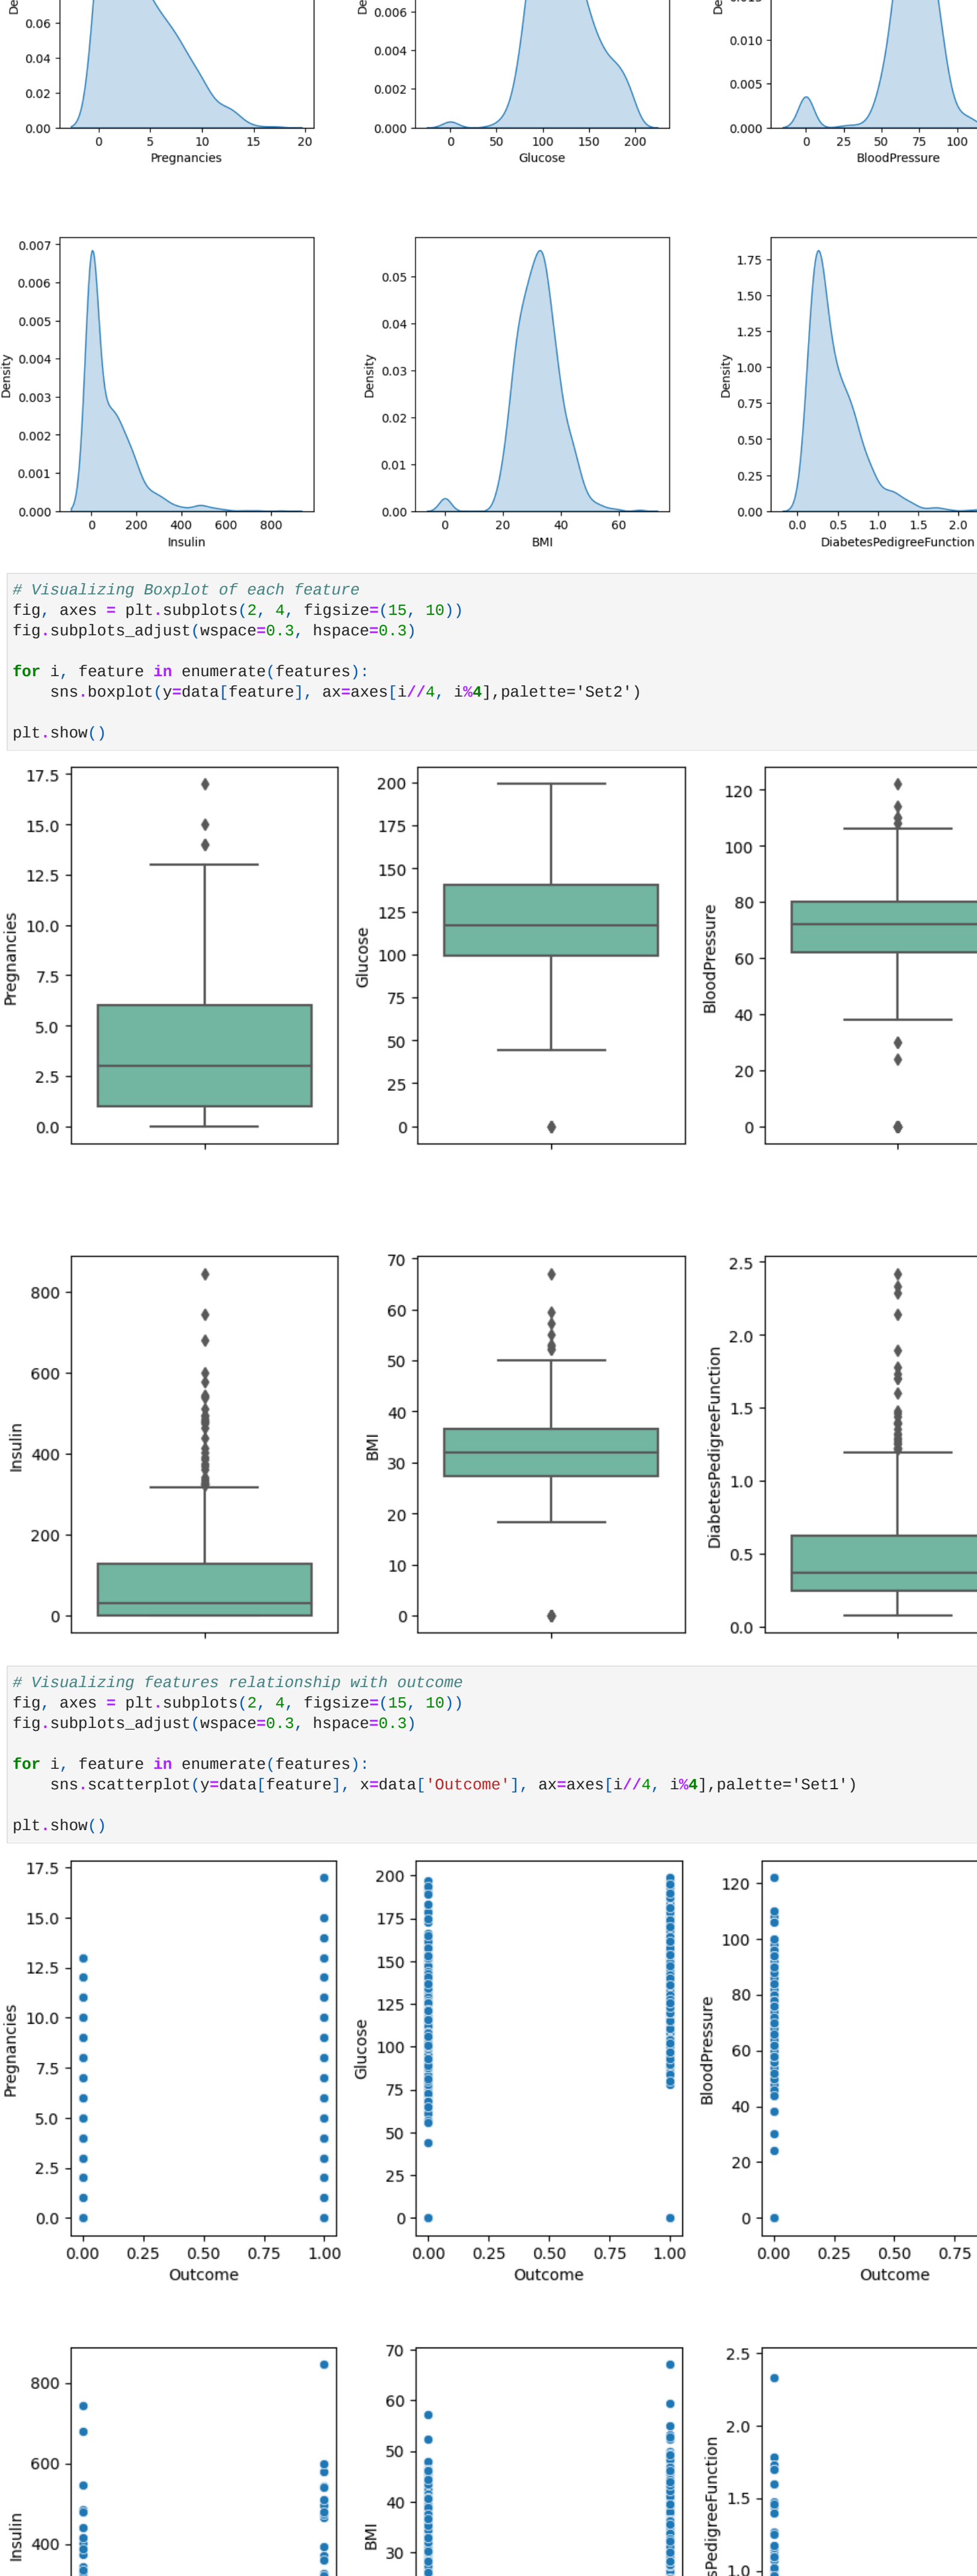 De
0.06
0.04
0.02
0.00
0 5 10 15 20
Pregnancies
De
0.006
0.004
0.002
0.000
0 50 100 150 200
Glucose
De
0.010
0.005
0.000
0 25 50 75 100
BloodPressure
Density
0.007
0.006
0.005
0.004
0.003
0.002
0.001
0.000
0 200 400 600 800
Insulin
Density
0.05
0.04
0.03
0.02
0.01
0.00
0 20 40 60
BMI
Density
1.75
1.50
1.25
1.00
0.75
0.50
0.25
0.00
0.0 0.5 1.0 1.5 2.0
DiabetesPedigreeFunction
# Visualizing Boxplot of each feature
fig, axes = plt.subplots(2, 4, figsize=(15, 10))
fig.subplots_adjust(wspace=0.3, hspace=0.3)
for i, feature in enumerate(features):
    sns.boxplot(y=data[feature], ax=axes[i//4, i%4],palette='Set2')
plt.show()
Pregnancies
17.5
15.0
12.5
10.0
7.5
5.0
2.5
0.0
Glucose
200
175
150
125
100
75
50
25
0
BloodPressure
120
100
80
60
40
20
0
Insulin
800
600
400
200
0
BMI
70
60
50
40
30
20
10
0
DiabetesPedigreeFunction
2.5
2.0
1.5
1.0
0.5
0.0
# Visualizing features relationship with outcome
fig, axes = plt.subplots(2, 4, figsize=(15, 10))
fig.subplots_adjust(wspace=0.3, hspace=0.3)
for i, feature in enumerate(features):
    sns.scatterplot(y=data[feature], x=data['Outcome'], ax=axes[i//4, i%4],palette='Set1')
plt.show()
Pregnancies
17.5
15.0
12.5
10.0
7.5
5.0
2.5
0.0
0.00 0.25 0.50 0.75 1.00
Outcome
Glucose
200
175
150
125
100
75
50
25
0
0.00 0.25 0.50 0.75 1.00
Outcome
BloodPressure
120
100
80
60
40
20
0
0.00 0.25 0.50 0.75
Outcome
Insulin
800
600
400
BMI
70
60
50
40
30
sPedigreeFunction
2.5
2.0
1.5
1.0